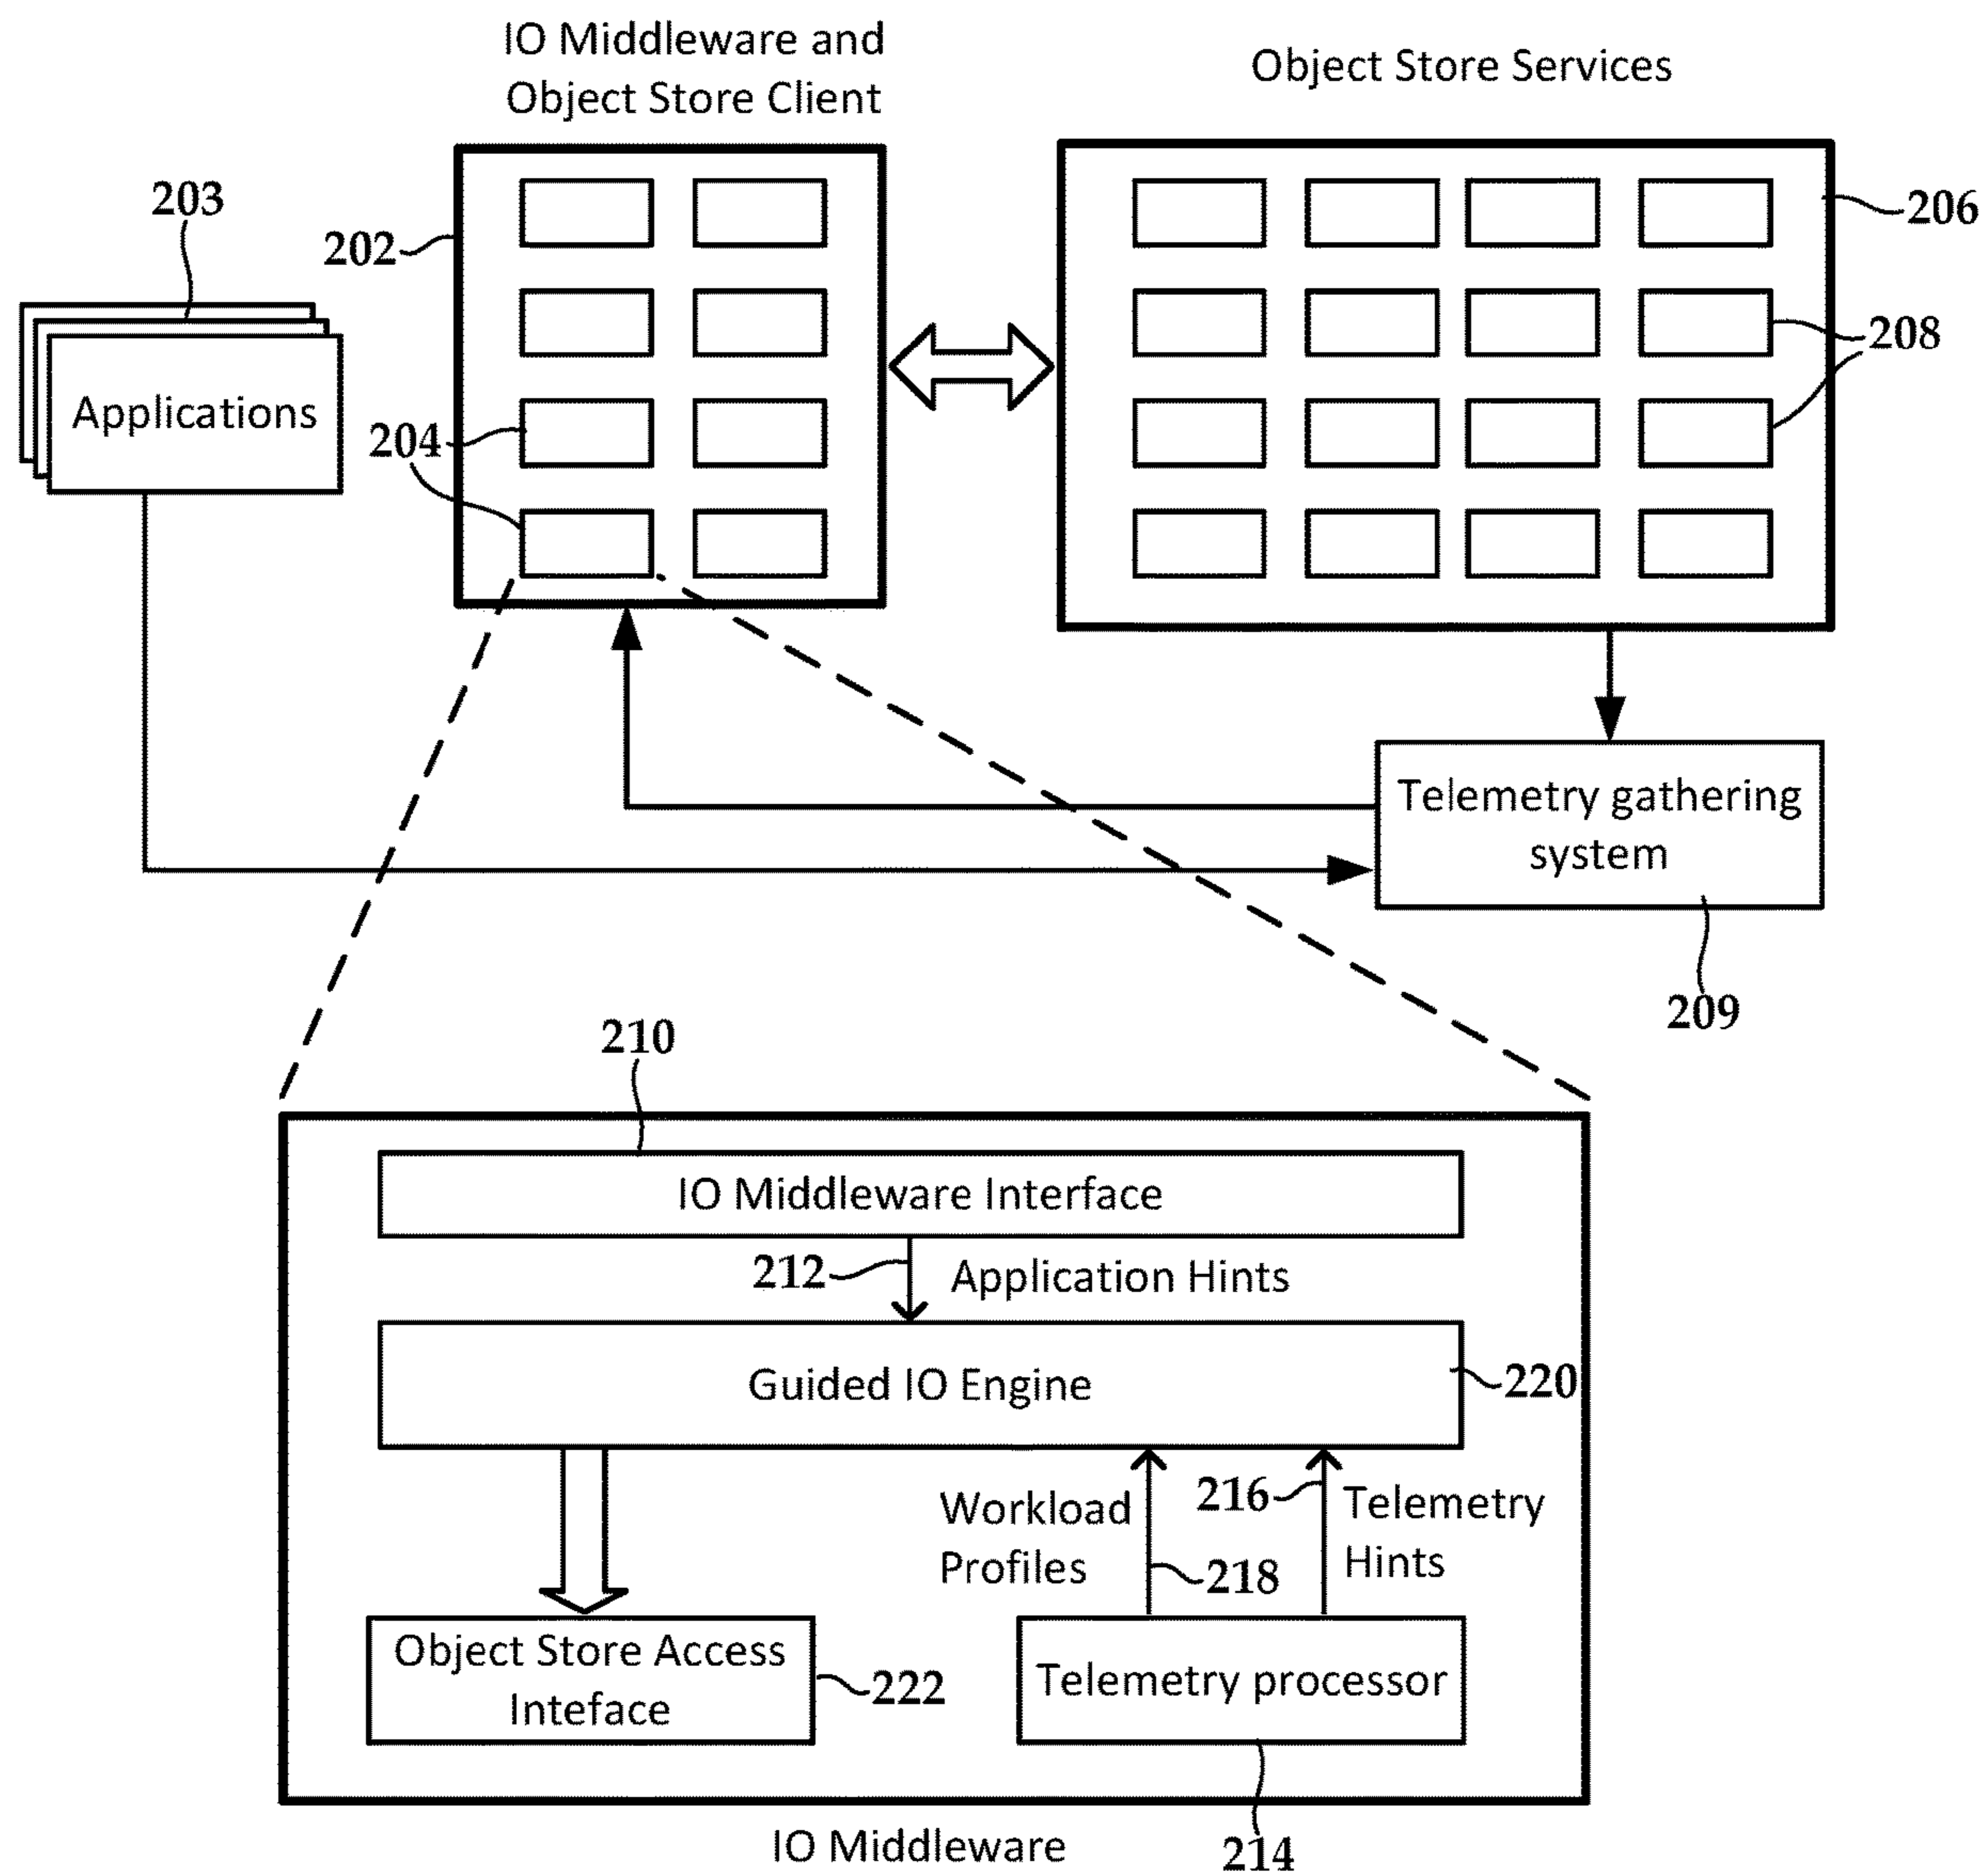 IO Middleware and
Object Store Client
Object Store Services
203
202
206
Applications
204
208
Telemetry gathering
system
209
210
IO Middleware Interface
212
Application Hints
Guided IO Engine
220
Workload
Profiles
216
Telemetry
Hints
218
Object Store Access
Inteface
222
Telemetry processor
IO Middleware
214